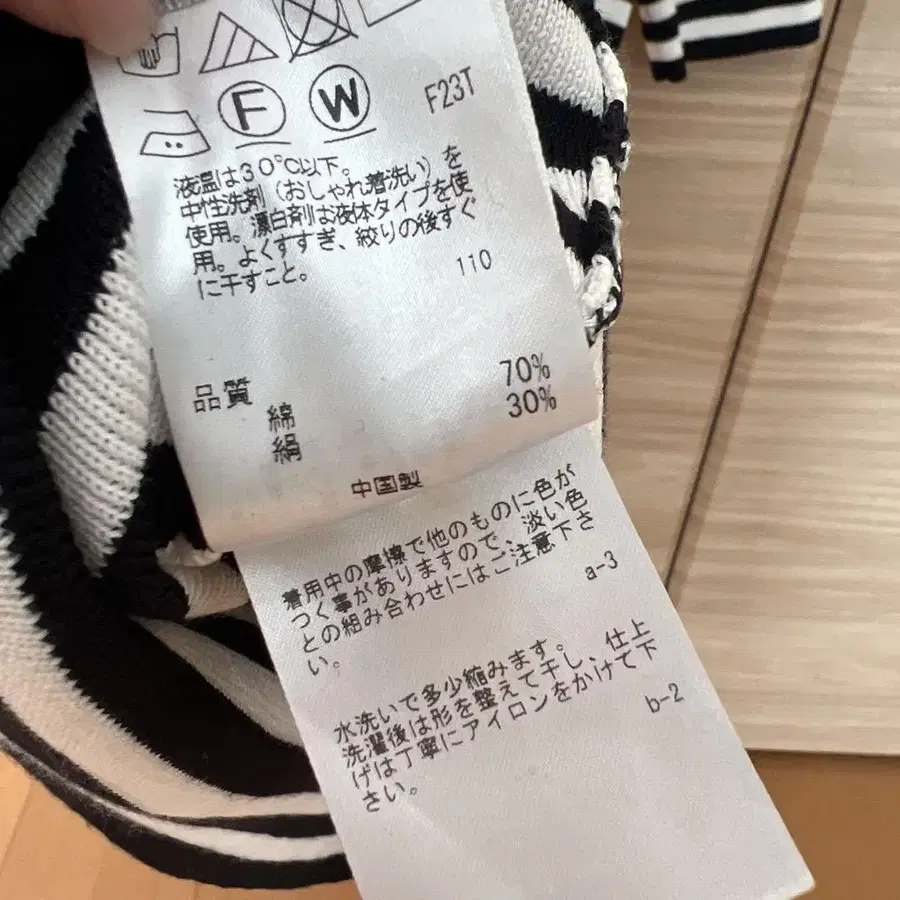 F W F23T
液温は30℃以下。
中性洗剤（おしゃれ着洗い）を
使用。漂白剤はお液体タイプを使
用。よくすすぎ、絞りの後すぐ
に干すこと。
110
品質
綿 70%
絹 30%
中国製
着用中の摩擦で他のものに色が
つく事がありますので、淡い色
との組み合わせにはご注意下さ
い。
a-3
水洗いで多少縮みます。
洗濯後は形を整えて干し、仕上
げは丁寧にアイロンをかけて下
さい。
b-2